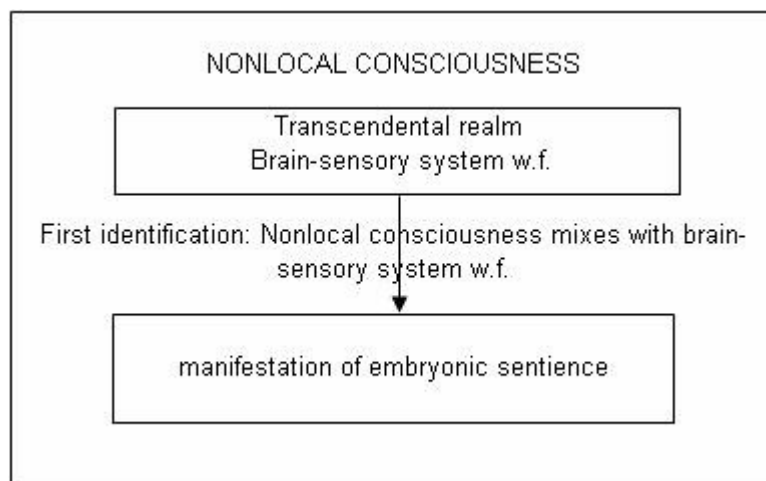 NONLOCAL CONSCIOUSNESS
Transcendental realm
Brain-sensory system w.f.
First identification: Nonlocal consciousness mixes with brain-
sensory system w.f.
manifestation of embryonic sentience